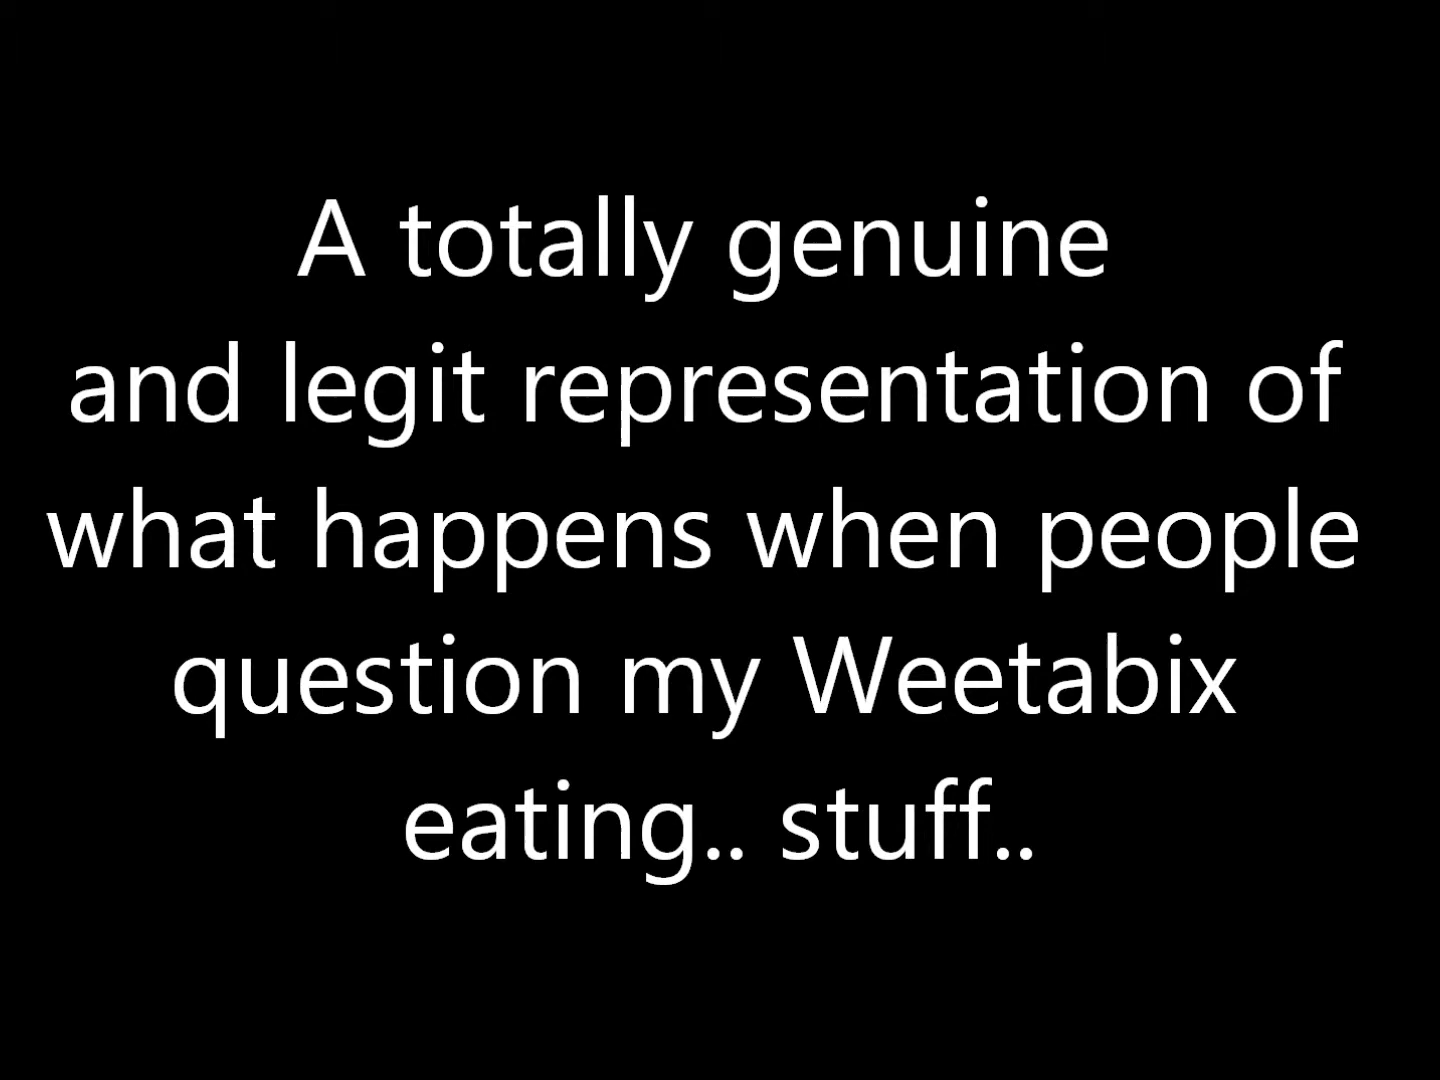 A totally genuine
and legit representation of
what happens when people
question my Weetabix
eating.. stuff..